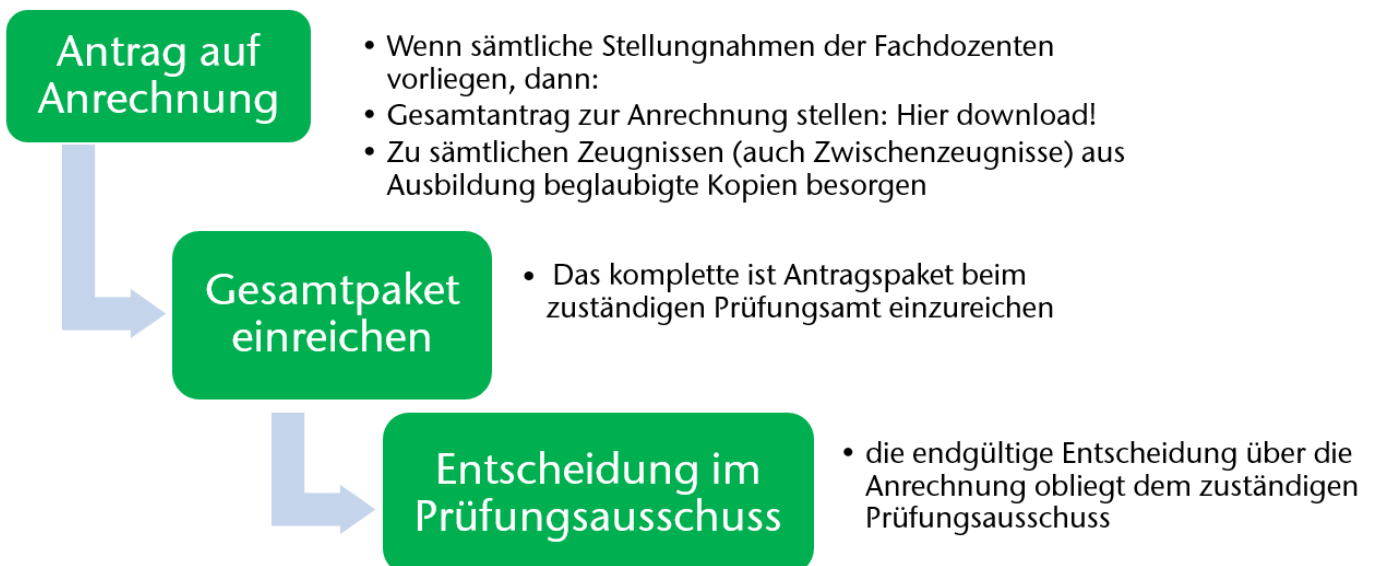 Antrag auf
Anrechnung
• Wenn sämtliche Stellungnahmen der Fachdozenten
vorliegen, dann:
• Gesamtantrag zur Anrechnung stellen: Hier download!
• Zu sämtlichen Zeugnissen (auch Zwischenzeugnisse) aus
Ausbildung beglaubigte Kopien besorgen
Gesamtpaket
einreichen
• Das komplette ist Antragspaket beim
zuständigen Prüfungsamt einzureichen
Entscheidung im
Prüfungsausschuss
• die endgültige Entscheidung über die
Anrechnung obliegt dem zuständigen
Prüfungsausschuss